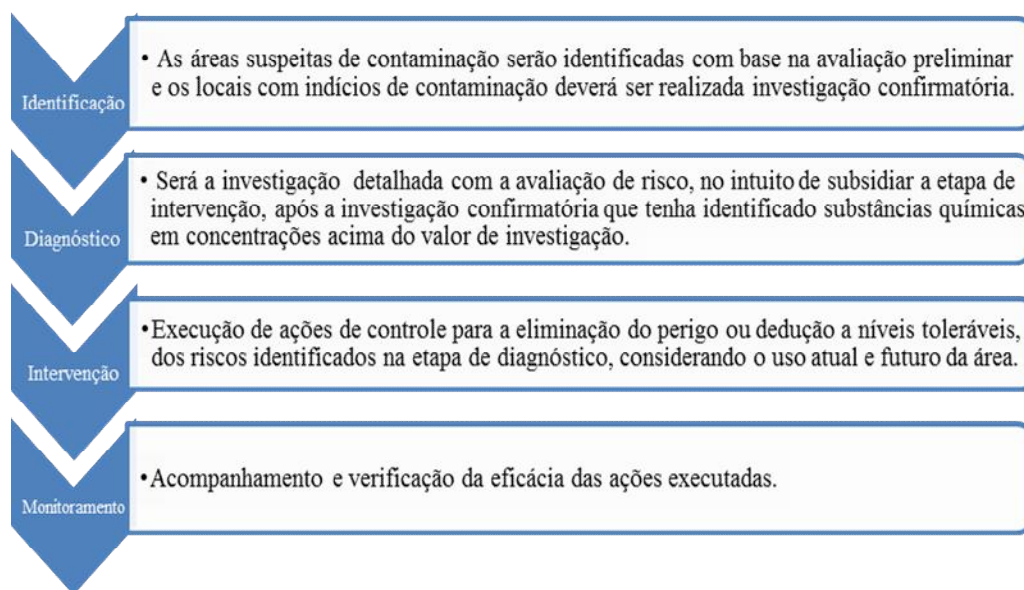 Identificação
• As áreas suspeitas de contaminação serão identificadas com base na avaliação preliminar
e os locais com indícios de contaminação deverá ser realizada investigação confirmatória.
Diagnóstico
• Será a investigação detalhada com a avaliação de risco, no intuito de subsidiar a etapa de
intervenção, após a investigação confirmatória que tenha identificado substâncias químicas
em concentrações acima do valor de investigação.
Intervenção
•Execução de ações de controle para a eliminação do perigo ou dedução a níveis toleráveis,
dos riscos identificados na etapa de diagnóstico, considerando o uso atual e futuro da área.
Monitoramento
•Acompanhamento e verificação da eficácia das ações executadas.